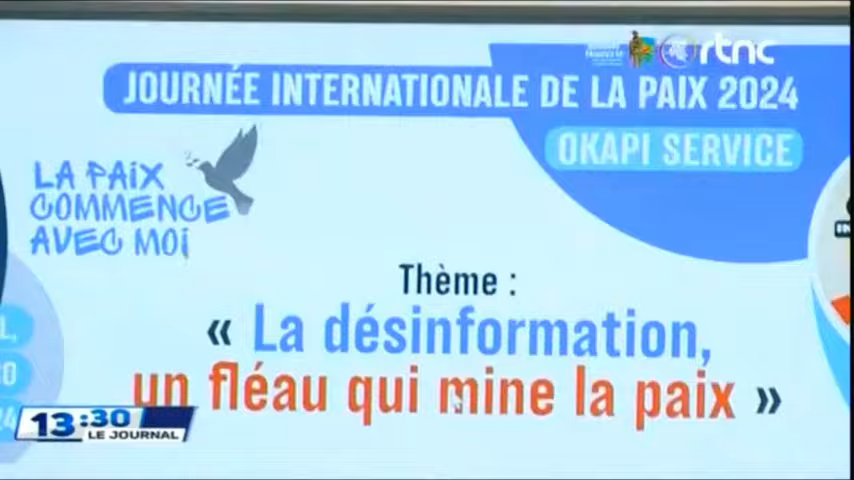 rtnc
JOURNÉE INTERNATIONALE DE LA PAIX 2024
OKAPI SERVICE
LA PAIX
COMMENCE
AVEC MOI
Thème :
« La désinformation,
un fléau qui mine la paix »
13:30
LE JOURNAL